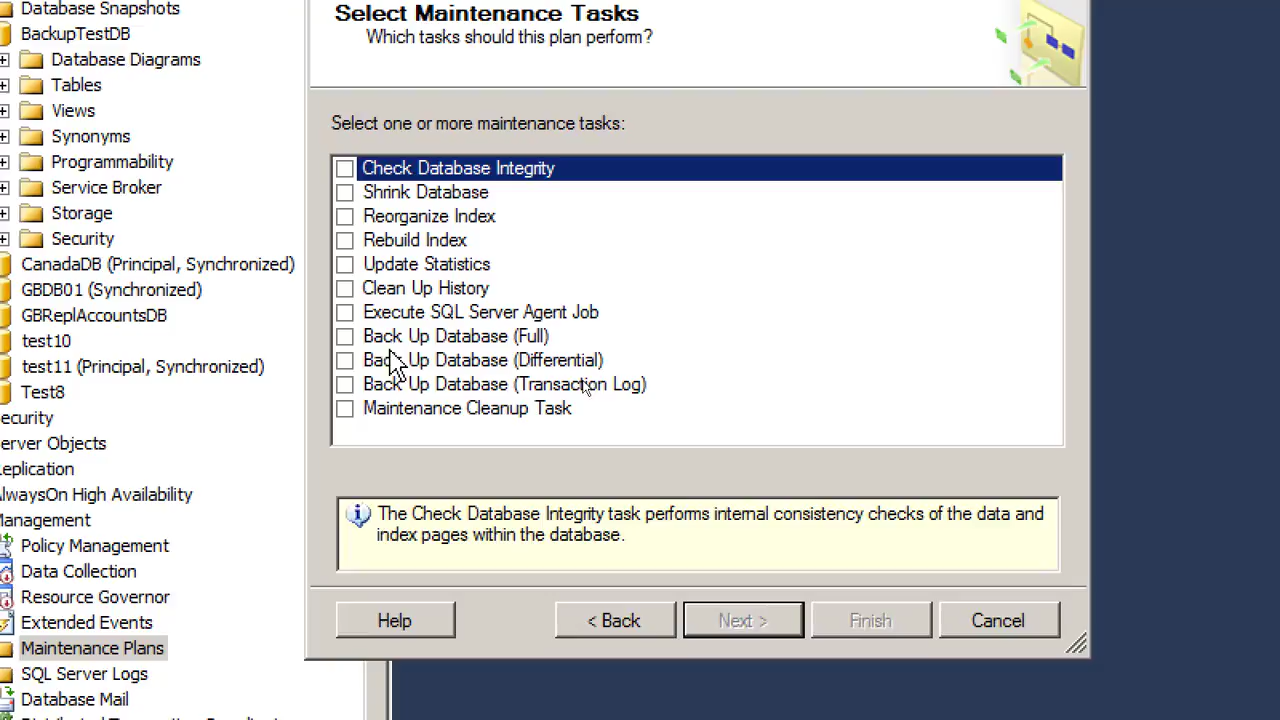 Database Snapshots
BackupTestDB
Database Diagrams
Tables
Views
Synonyms
Programmability
Service Broker
Storage
Security
CanadaDB (Principal, Synchronized)
GBDB01 (Synchronized)
GBReplAccountsDB
test10
test11 (Principal, Synchronized)
Test8
ecurity
erver Objects
eplication
lwaysOn High Availability
anagement
Policy Management
Data Collection
Resource Governor
Extended Events
Maintenance Plans
SQL Server Logs
Database Mail
Select Maintenance Tasks
Which tasks should this plan perform?
Select one or more maintenance tasks:
Check Database Integrity
Shrink Database
Reorganize Index
Rebuild Index
Update Statistics
Clean Up History
Execute SQL Server Agent Job
Back Up Database (Full)
Back Up Database (Differential)
Back Up Database (Transaction Log)
Maintenance Cleanup Task
The Check Database Integrity task performs internal consistency checks of the data and
index pages within the database.
Help
< Back
Next >
Finish
Cancel